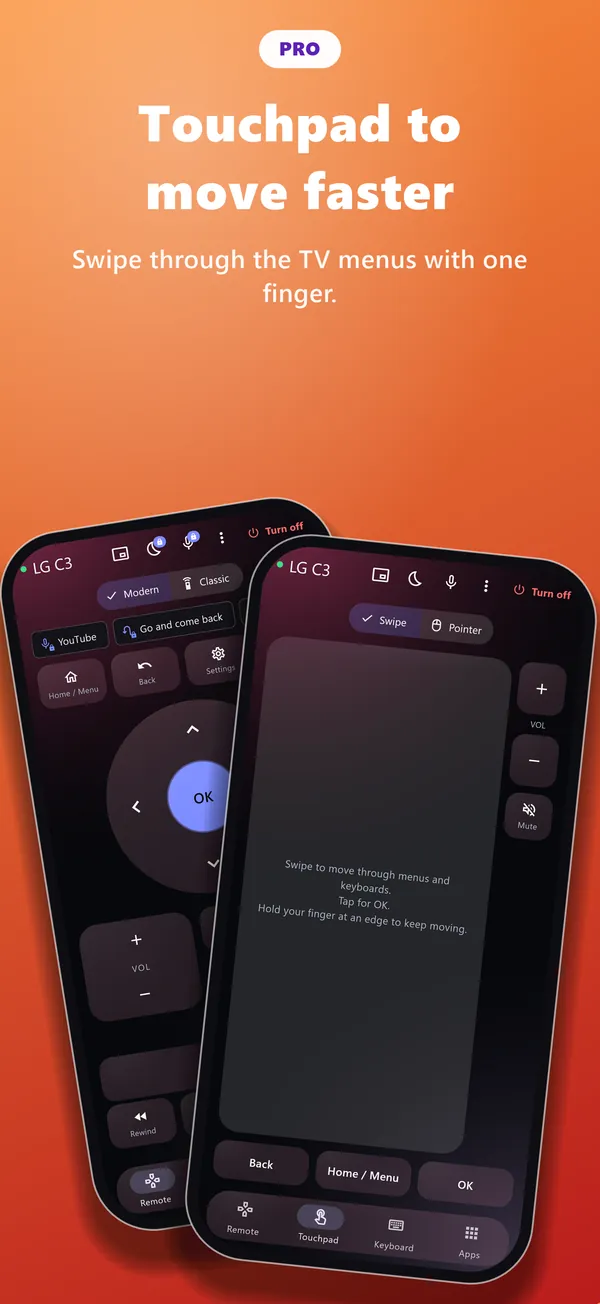 PRO
Touchpad to
move faster
Swipe through the TV menus with one
finger.
LG C3
Turn off
Modern
Classic
YouTube
Go and come back
Home / Menu
Back
Settings
OK
+
VOL
−
Rewind
Remote
LG C3
Turn off
Swipe
Pointer
+
VOL
−
Mute
Swipe to move through menus and
keyboards.
Tap for OK.
Hold your finger at an edge to keep moving.
Back
Home / Menu
OK
Remote
Touchpad
Keyboard
Apps